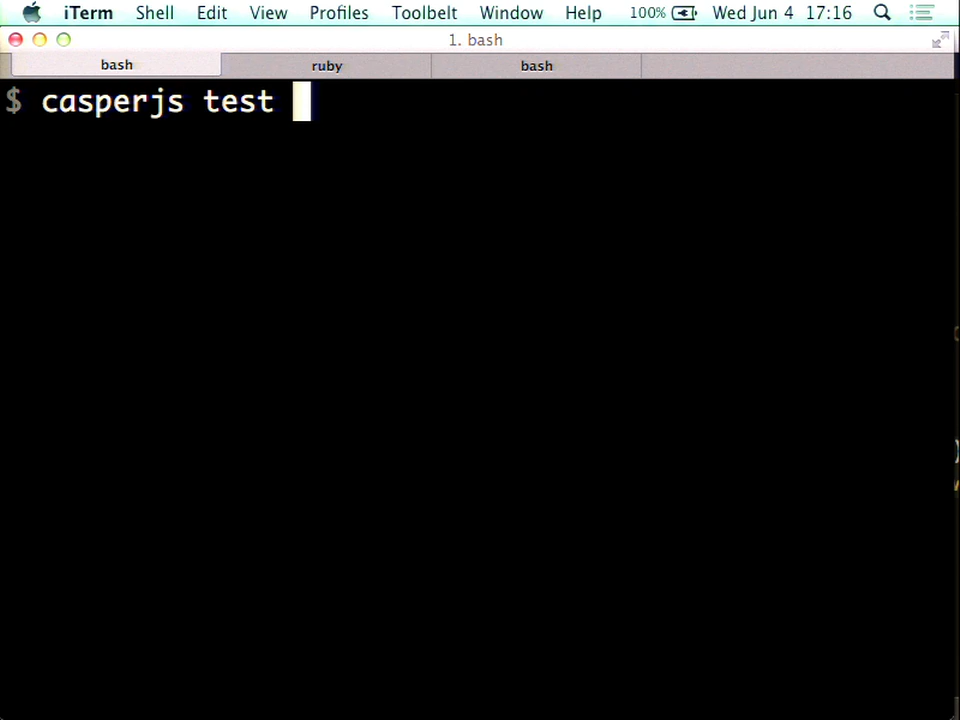 iTerm Shell Edit View Profiles Toolbelt Window Help 100% Wed Jun 4 17:16
1. bash
bash ruby bash
$ casperjs test